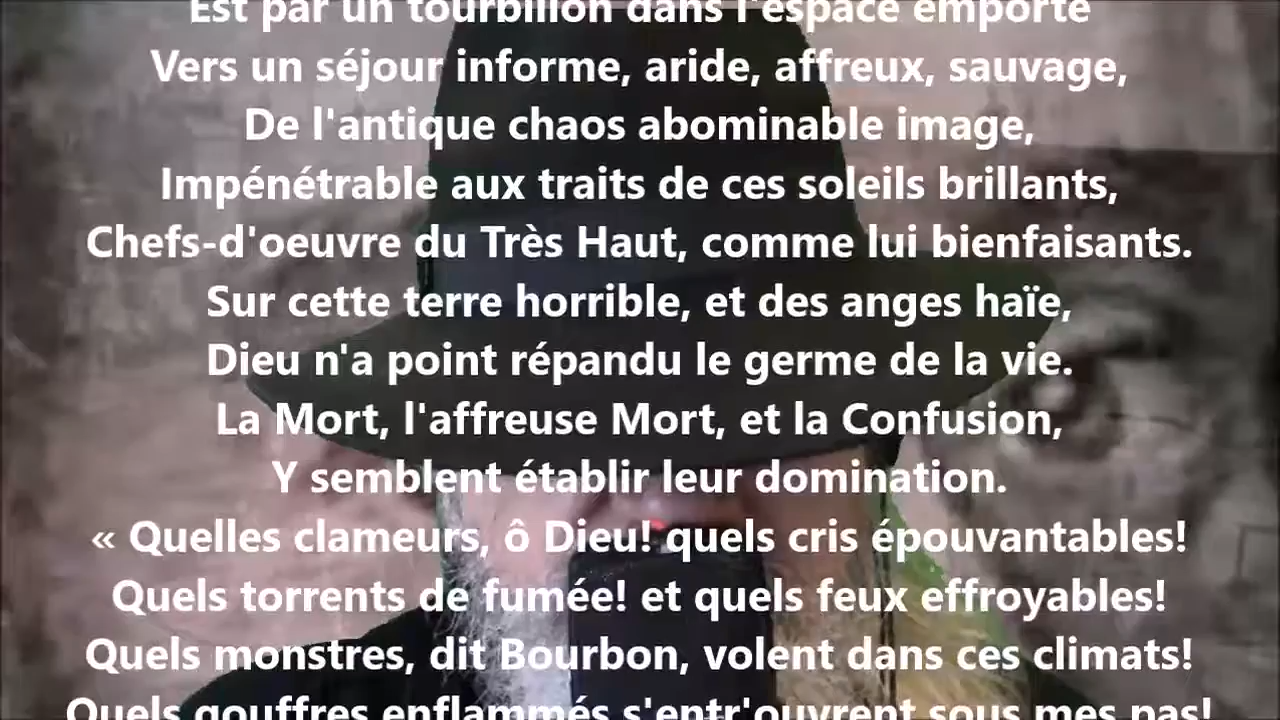 Est par un tourbillon dans l'espace emporté
Vers un séjour informe, aride, affreux, sauvage,
De l'antique chaos abominable image,
Impénétrable aux traits de ces soleils brillants,
Chefs-d'oeuvre du Très Haut, comme lui bienfaisants.
Sur cette terre horrible, et des anges haïe,
Dieu n'a point répandu le germe de la vie.
La Mort, l'affreuse Mort, et la Confusion,
Y semblent établir leur domination.
« Quelles clameurs, ô Dieu! quels cris épouvantables!
Quels torrents de fumée! et quels feux effroyables!
Quels monstres, dit Bourbon, volent dans ces climats!
Quels gouffres enflammés s'entr'ouvrent sous mes pas!